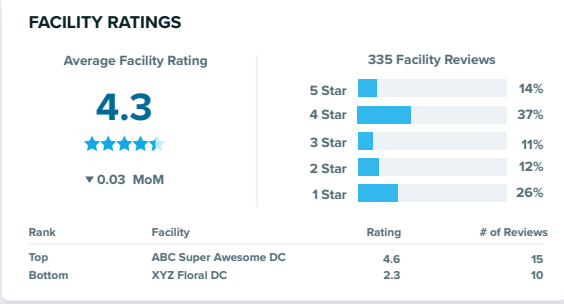 FACILITY RATINGS
Average Facility Rating
4.3
▼ 0.03 MoM
335 Facility Reviews
5 Star 14%
4 Star 37%
3 Star 11%
2 Star 12%
1 Star 26%
Rank Facility Rating # of Reviews
Top ABC Super Awesome DC 4.6 15
Bottom XYZ Floral DC 2.3 10